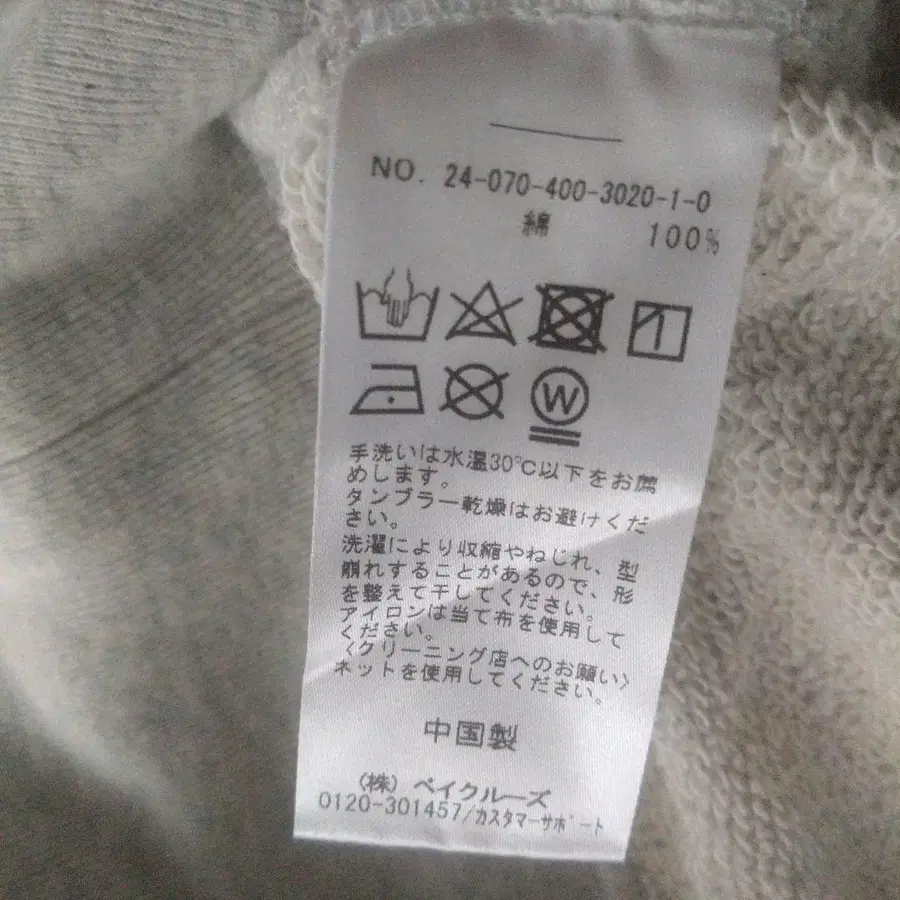 NO. 24-070-400-3020-1-0
綿 100%
W
手洗いは水温30℃以下をお薦
めします。
タンブラー乾燥はお避けくだ
さい。
洗濯により収縮やねじれ、型
崩れすることがあるので、形
を整えて干してください。
アイロンは当て布を使用して
ください。
〈クリーニング店へのお願い〉
ネットを使用してください。
中国製
(株) ベイクルーズ
0120-301457/カスタマーサポート